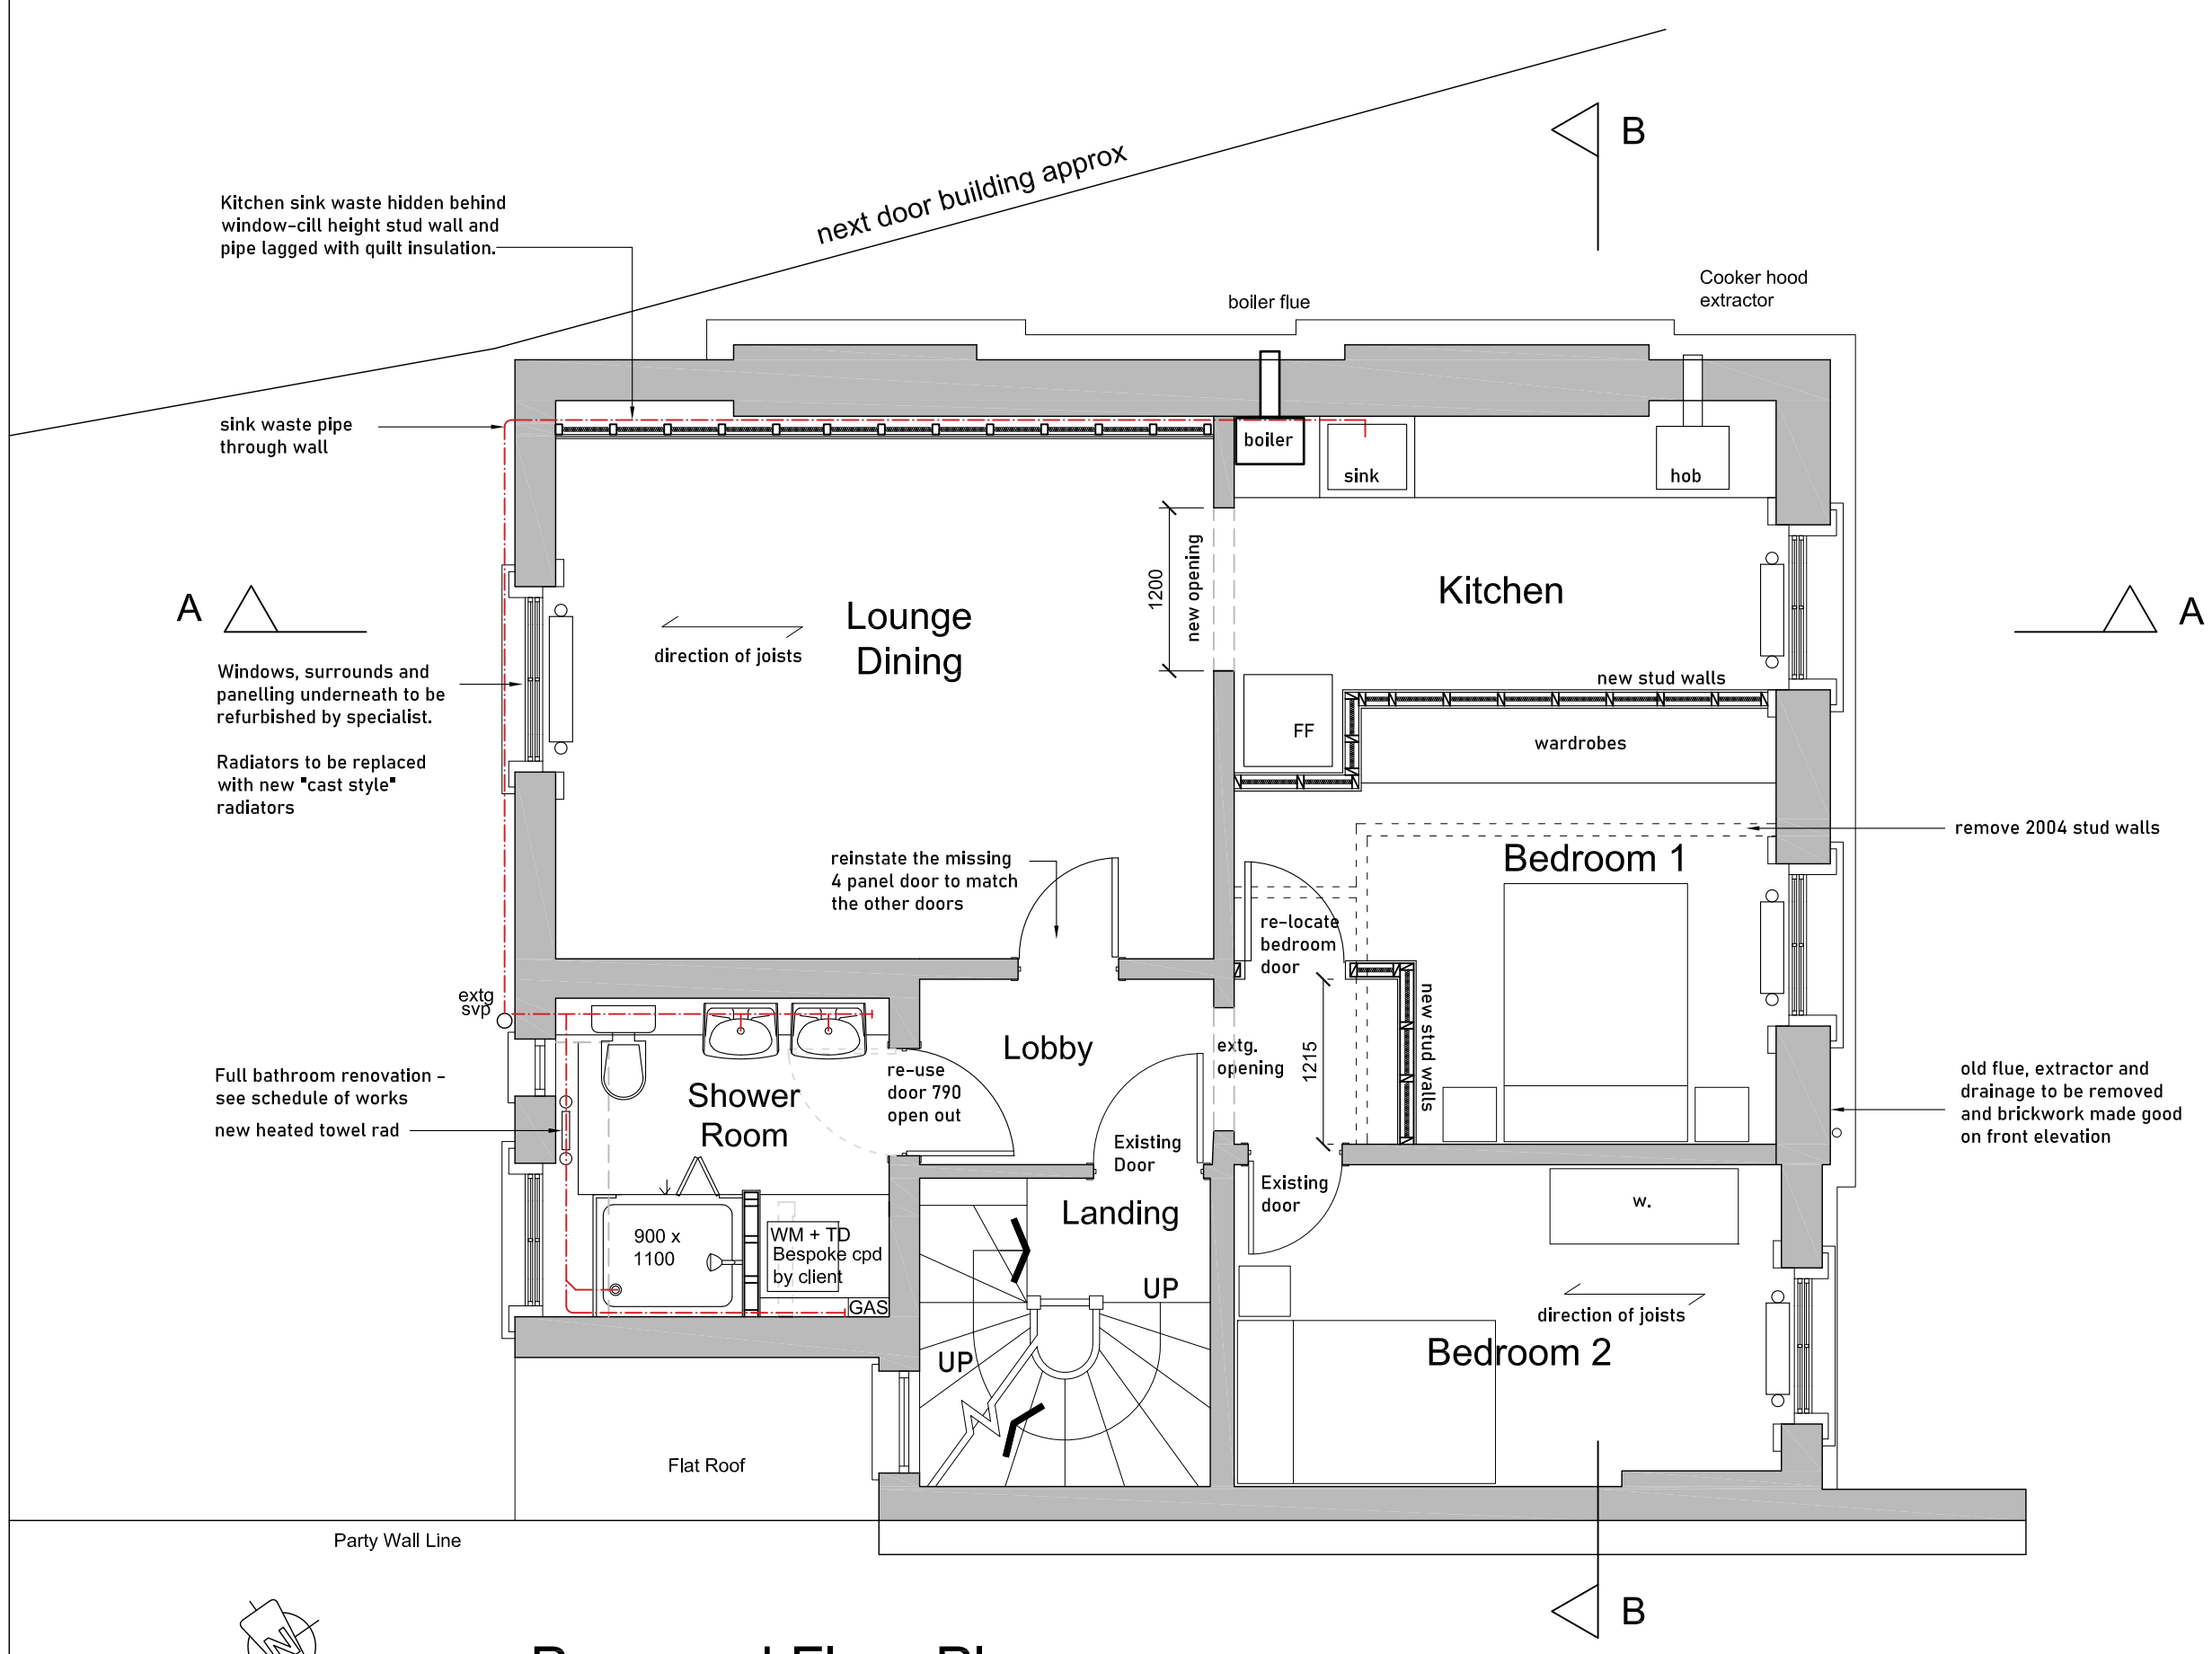 B
next door building approx
Kitchen sink waste hidden behind
window-cill height stud wall and
pipe lagged with quilt insulation.
Cooker hood
extractor
boiler flue
sink waste pipe
through wall
boiler
sink
hob
1200
new opening
Kitchen
Lounge
Dining
direction of joists
A
A
Windows, surrounds and
panelling underneath to be
refurbished by specialist.
Radiators to be replaced
with new "cast style"
radiators
new stud walls
FF
wardrobes
remove 2004 stud walls
reinstate the missing
4 panel door to match
the other doors
Bedroom 1
re-locate
bedroom
door
new stud walls
1215
extg
svp
Lobby
extg.
opening
Full bathroom renovation -
see schedule of works
new heated towel rad
Shower
Room
re-use
door 790
open out
Existing
Door
old flue, extractor and
drainage to be removed
and brickwork made good
on front elevation
Existing
door
Landing
w.
900 x
1100
WM + TD
Bespoke cpd
by client
GAS
UP
UP
direction of joists
Bedroom 2
Flat Roof
Party Wall Line
B
N